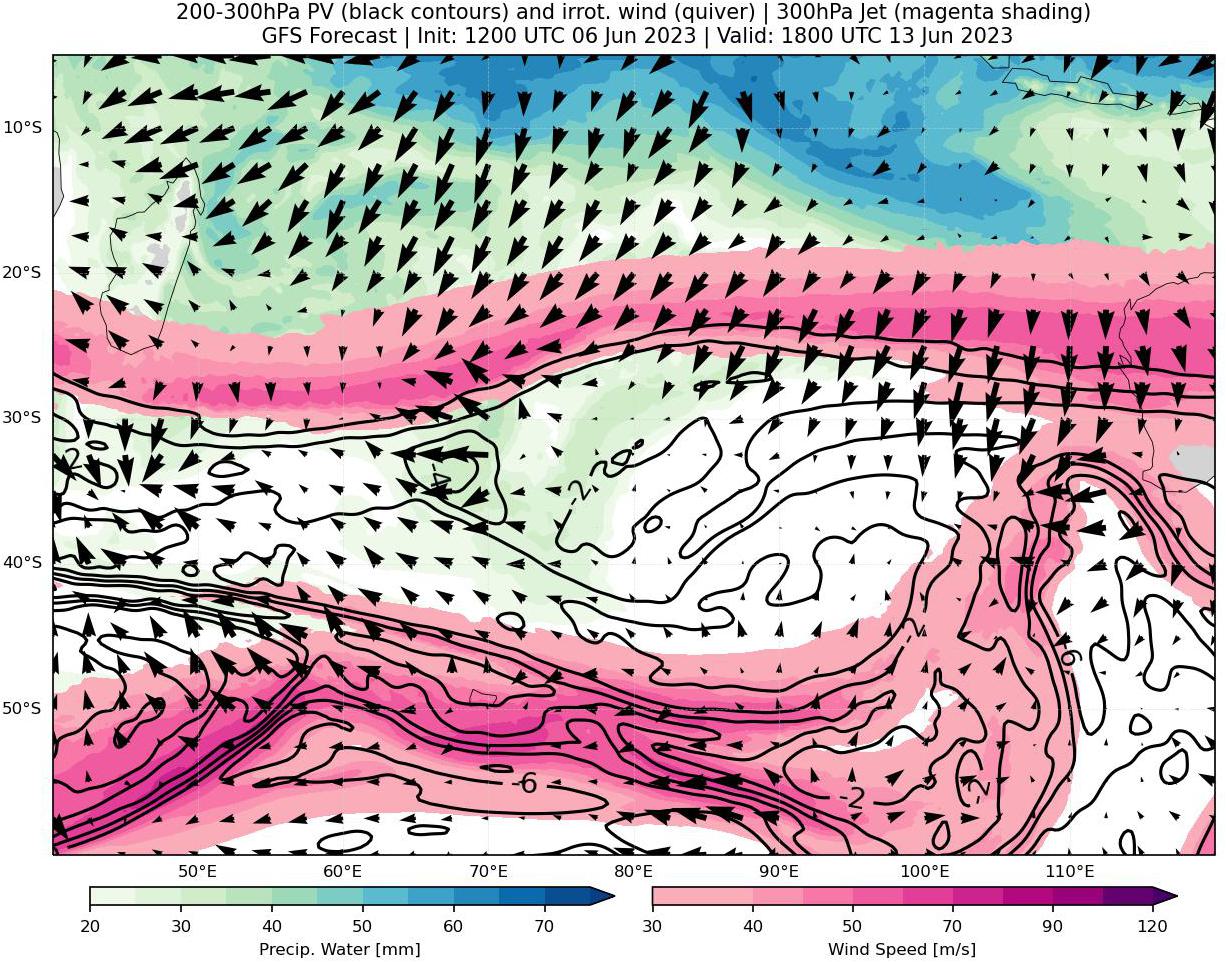 200-300hPa PV (black contours) and irrot. wind (quiver) | 300hPa Jet (magenta shading)
GFS Forecast | Init: 1200 UTC 06 Jun 2023 | Valid: 1800 UTC 13 Jun 2023
10°S
20°S
30°S
-2
-4
-2
40°S
-2
-6
50°S
-6
-2
-2
50°E 60°E 70°E 80°E 90°E 100°E 110°E
20 30 40 50 60 70
Precip. Water [mm]
30 40 50 70 90 120
Wind Speed [m/s]